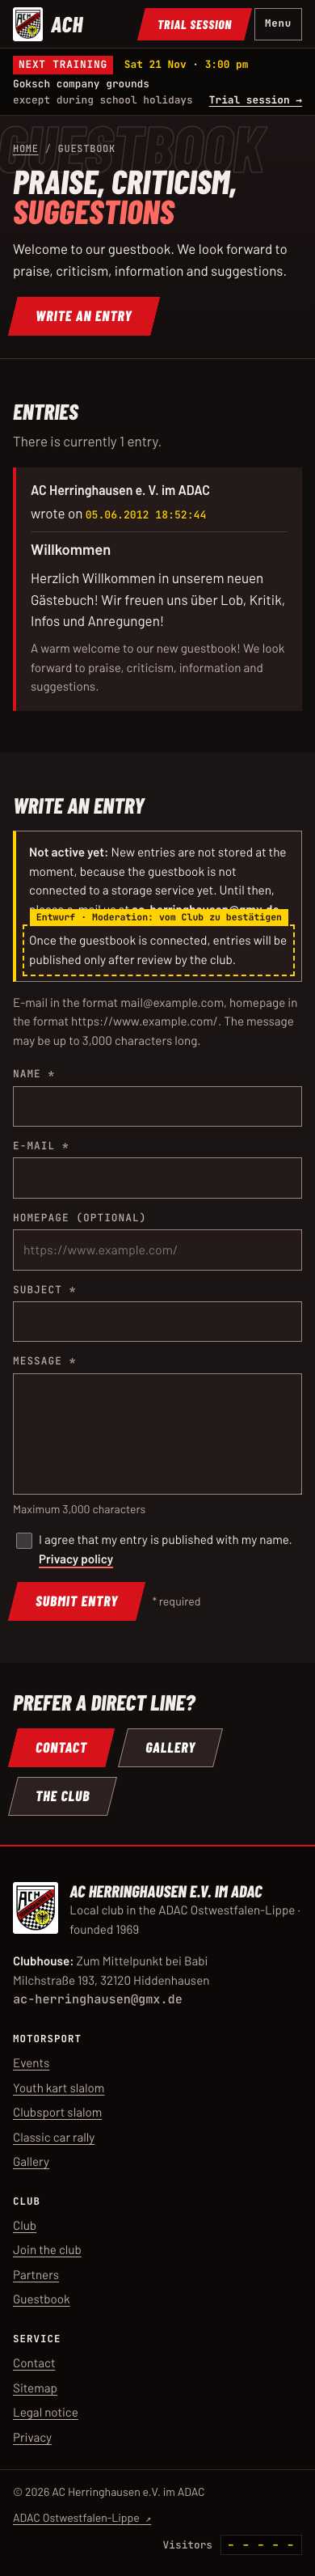 ACH
TRIAL SESSION
Menu
NEXT TRAINING Sat 21 Nov · 3:00 pm
Goksch company grounds
except during school holidays Trial session →
GUESTBOOK
HOME / GUESTBOOK
PRAISE, CRITICISM,
SUGGESTIONS
Welcome to our guestbook. We look forward to
praise, criticism, information and suggestions.
WRITE AN ENTRY
ENTRIES
There is currently 1 entry.
AC Herringhausen e. V. im ADAC
wrote on 05.06.2012 18:52:44
Willkommen
Herzlich Willkommen in unserem neuen
Gästebuch! Wir freuen uns über Lob, Kritik,
Infos und Anregungen!
A warm welcome to our new guestbook! We look
forward to praise, criticism, information and
suggestions.
WRITE AN ENTRY
Not active yet: New entries are not stored at the
moment, because the guestbook is not
connected to a storage service yet. Until then,
Entwurf · Moderation: vom Club zu bestätigen
Once the guestbook is connected, entries will be
published only after review by the club.
E-mail in the format mail@example.com, homepage in
the format https://www.example.com/. The message
may be up to 3,000 characters long.
NAME *
E-MAIL *
HOMEPAGE (OPTIONAL)
https://www.example.com/
SUBJECT *
MESSAGE *
Maximum 3,000 characters
I agree that my entry is published with my name.
Privacy policy
SUBMIT ENTRY
* required
PREFER A DIRECT LINE?
CONTACT
GALLERY
THE CLUB
ACH
AC HERRINGHAUSEN E.V. IM ADAC
Local club in the ADAC Ostwestfalen-Lippe ·
founded 1969
Clubhouse: Zum Mittelpunkt bei Babi
Milchstraße 193, 32120 Hiddenhausen
ac-herringhausen@gmx.de
MOTORSPORT
Events
Youth kart slalom
Clubsport slalom
Classic car rally
Gallery
CLUB
Club
Join the club
Partners
Guestbook
SERVICE
Contact
Sitemap
Legal notice
Privacy
© 2026 AC Herringhausen e.V. im ADAC
ADAC Ostwestfalen-Lippe ↗
Visitors - - - - -